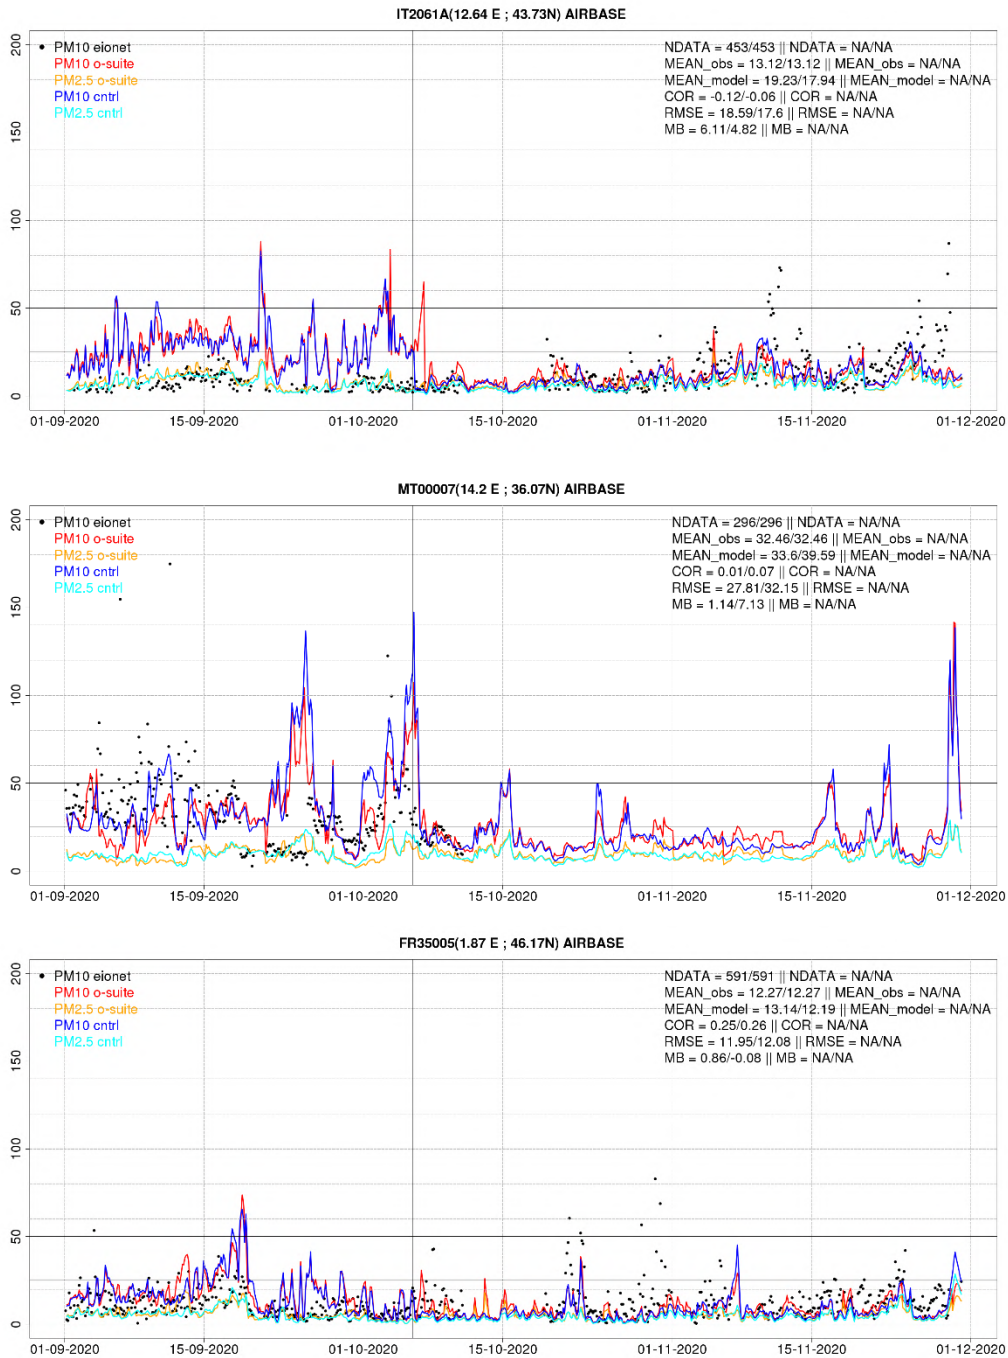 IT2061A(12.64 E ; 43.73N) AIRBASE
200
150
100
50
0
PM10 eionet
PM10 o-suite
PM2.5 o-suite
PM10 cntrl
PM2.5 cntrl
NDATA = 453/453 || NDATA = NA/NA
MEAN_obs = 13.12/13.12 || MEAN_obs = NA/NA
MEAN_model = 19.23/17.94 || MEAN_model = NA/NA
COR = -0.12/-0.06 || COR = NA/NA
RMSE = 18.59/17.6 || RMSE = NA/NA
MB = 6.11/4.82 || MB = NA/NA
01-09-2020 15-09-2020 01-10-2020 15-10-2020 01-11-2020 15-11-2020 01-12-2020
MT00007(14.2 E ; 36.07N) AIRBASE
200
150
100
50
0
PM10 eionet
PM10 o-suite
PM2.5 o-suite
PM10 cntrl
PM2.5 cntrl
NDATA = 296/296 || NDATA = NA/NA
MEAN_obs = 32.46/32.46 || MEAN_obs = NA/NA
MEAN_model = 33.6/39.59 || MEAN_model = NA/NA
COR = 0.01/0.07 || COR = NA/NA
RMSE = 27.81/32.15 || RMSE = NA/NA
MB = 1.14/7.13 || MB = NA/NA
01-09-2020 15-09-2020 01-10-2020 15-10-2020 01-11-2020 15-11-2020 01-12-2020
FR35005(1.87 E ; 46.17N) AIRBASE
200
150
100
50
0
PM10 eionet
PM10 o-suite
PM2.5 o-suite
PM10 cntrl
PM2.5 cntrl
NDATA = 591/591 || NDATA = NA/NA
MEAN_obs = 12.27/12.27 || MEAN_obs = NA/NA
MEAN_model = 13.14/12.19 || MEAN_model = NA/NA
COR = 0.25/0.26 || COR = NA/NA
RMSE = 11.95/12.08 || RMSE = NA/NA
MB = 0.86/-0.08 || MB = NA/NA
01-09-2020 15-09-2020 01-10-2020 15-10-2020 01-11-2020 15-11-2020 01-12-2020